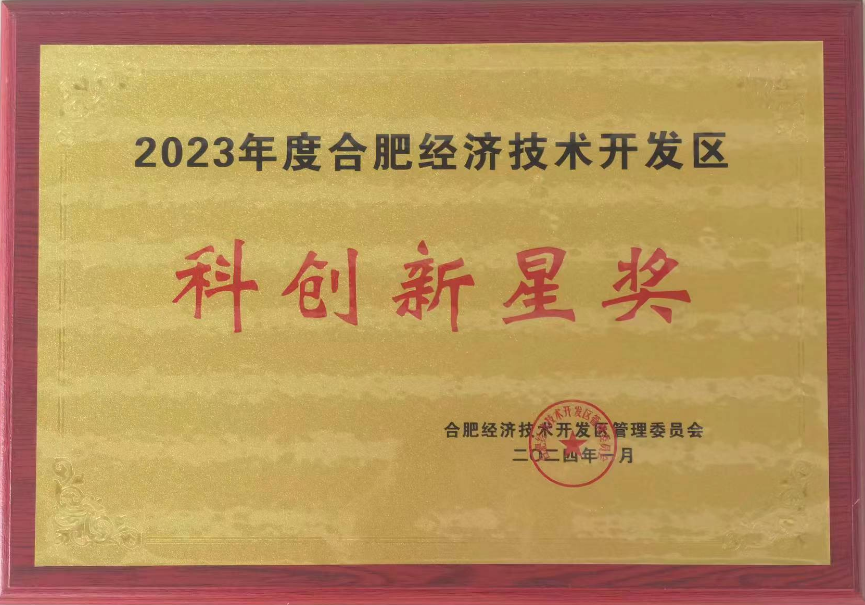 2023年度合肥经济技术开发区
科创新星奖
合肥经济技术开发区管理委员会
二〇二四年一月